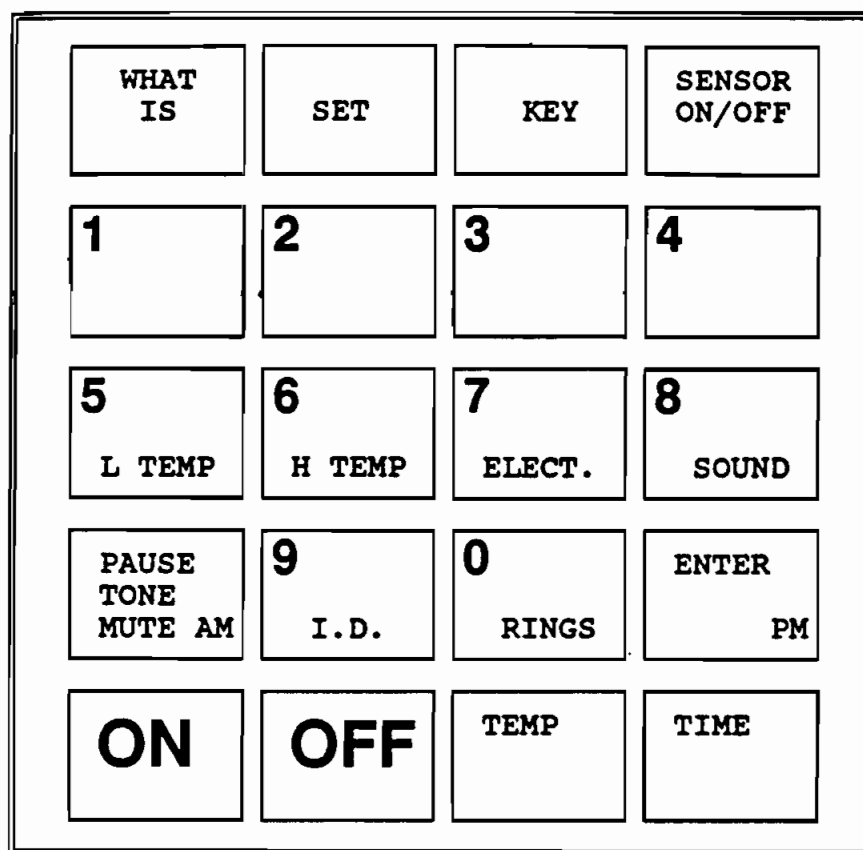 WHAT
IS
SET
KEY
SENSOR
ON/OFF
1
2
3
4
5
L TEMP
6
H TEMP
7
ELECT.
8
SOUND
PAUSE
TONE
MUTE AM
9
I.D.
0
RINGS
ENTER
PM
ON
OFF
TEMP
TIME